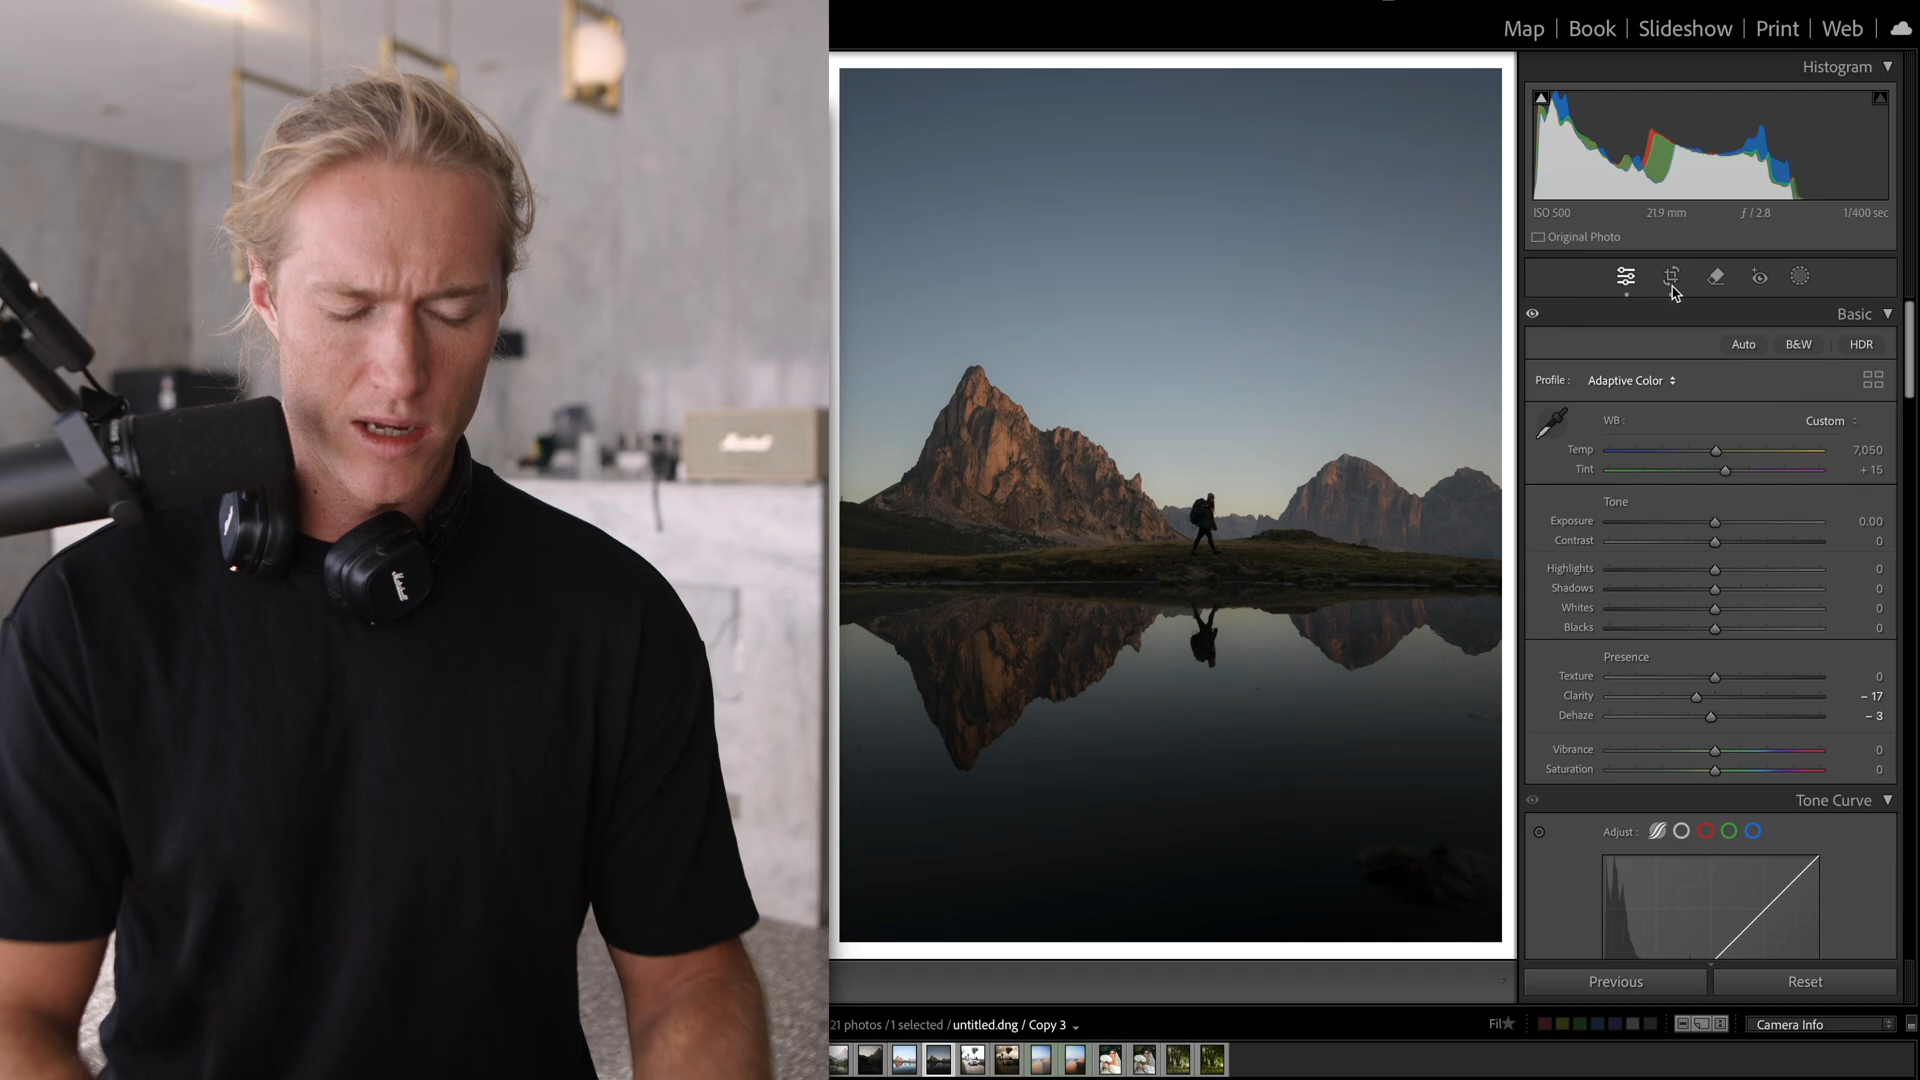 Map | Book | Slideshow | Print | Web |
Histogram
ISO 500 21.9 mm ƒ / 2.8 1/400 sec
Original Photo
Basic
Auto B&W | HDR
Profile : Adaptive Color
WB : Custom
Temp 7,050
Tint + 15
Tone
Exposure 0.00
Contrast 0
Highlights 0
Shadows 0
Whites 0
Blacks 0
Presence
Texture 0
Clarity – 17
Dehaze – 3
Vibrance 0
Saturation 0
Tone Curve
Adjust :
Previous Reset
21 photos / 1 selected / untitled.dng / Copy 3
Fil
Camera Info
Marshall
Marshall